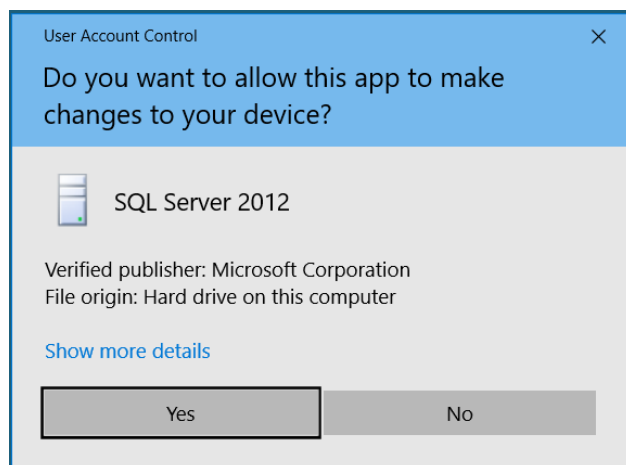 User Account Control
Do you want to allow this app to make
changes to your device?
SQL Server 2012
Verified publisher: Microsoft Corporation
File origin: Hard drive on this computer
Show more details
Yes
No